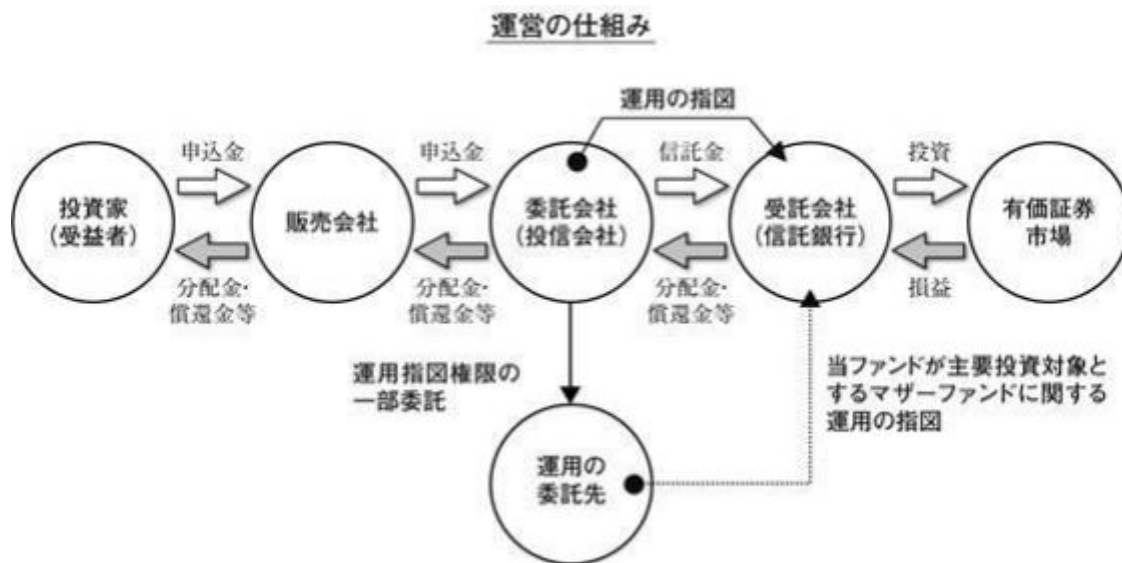 運営の仕組み
運用の指図
申込金
申込金
信託金
投資
投資家
(受益者)
販売会社
委託会社
(投信会社)
受託会社
(信託銀行)
有価証券
市場
分配金・
償還金等
分配金・
償還金等
分配金・
償還金等
損益
運用指図権限の
一部委託
当ファンドが主要投資対象と
するマザーファンドに関する
運用の指図
運用の
委託先